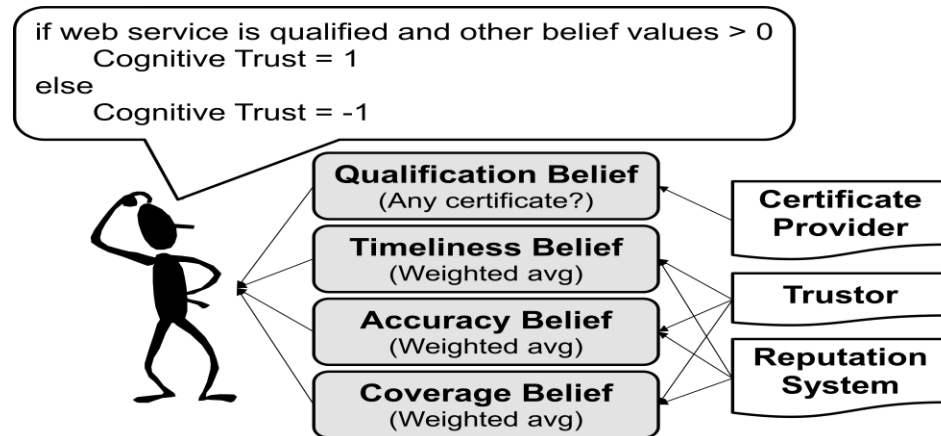 if web service is qualified and other belief values > 0
Cognitive Trust = 1
else
Cognitive Trust = -1
Qualification Belief
(Any certificate?)
Timeliness Belief
(Weighted avg)
Accuracy Belief
(Weighted avg)
Coverage Belief
(Weighted avg)
Certificate
Provider
Trustor
Reputation
System